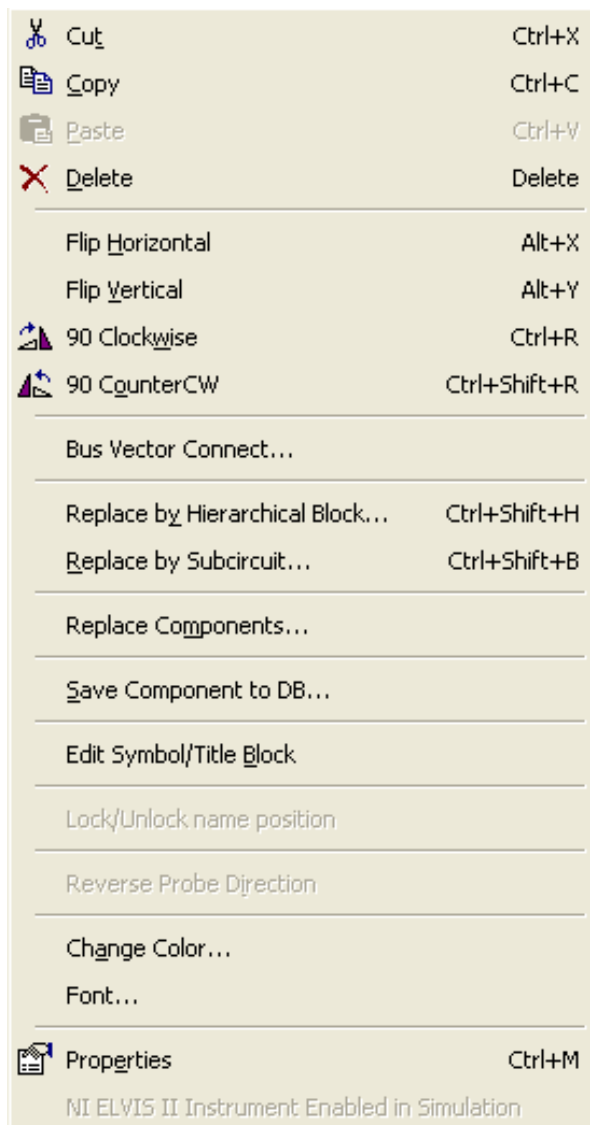 Cut Ctrl+X
Copy Ctrl+C
Paste Ctrl+V
Delete Delete
Flip Horizontal Alt+X
Flip Vertical Alt+Y
90 Clockwise Ctrl+R
90 CounterCW Ctrl+Shift+R
Bus Vector Connect...
Replace by Hierarchical Block... Ctrl+Shift+H
Replace by Subcircuit... Ctrl+Shift+B
Replace Components...
Save Component to DB...
Edit Symbol/Title Block
Lock/Unlock name position
Reverse Probe Direction
Change Color...
Font...
Properties Ctrl+M
NI ELVIS II Instrument Enabled in Simulation